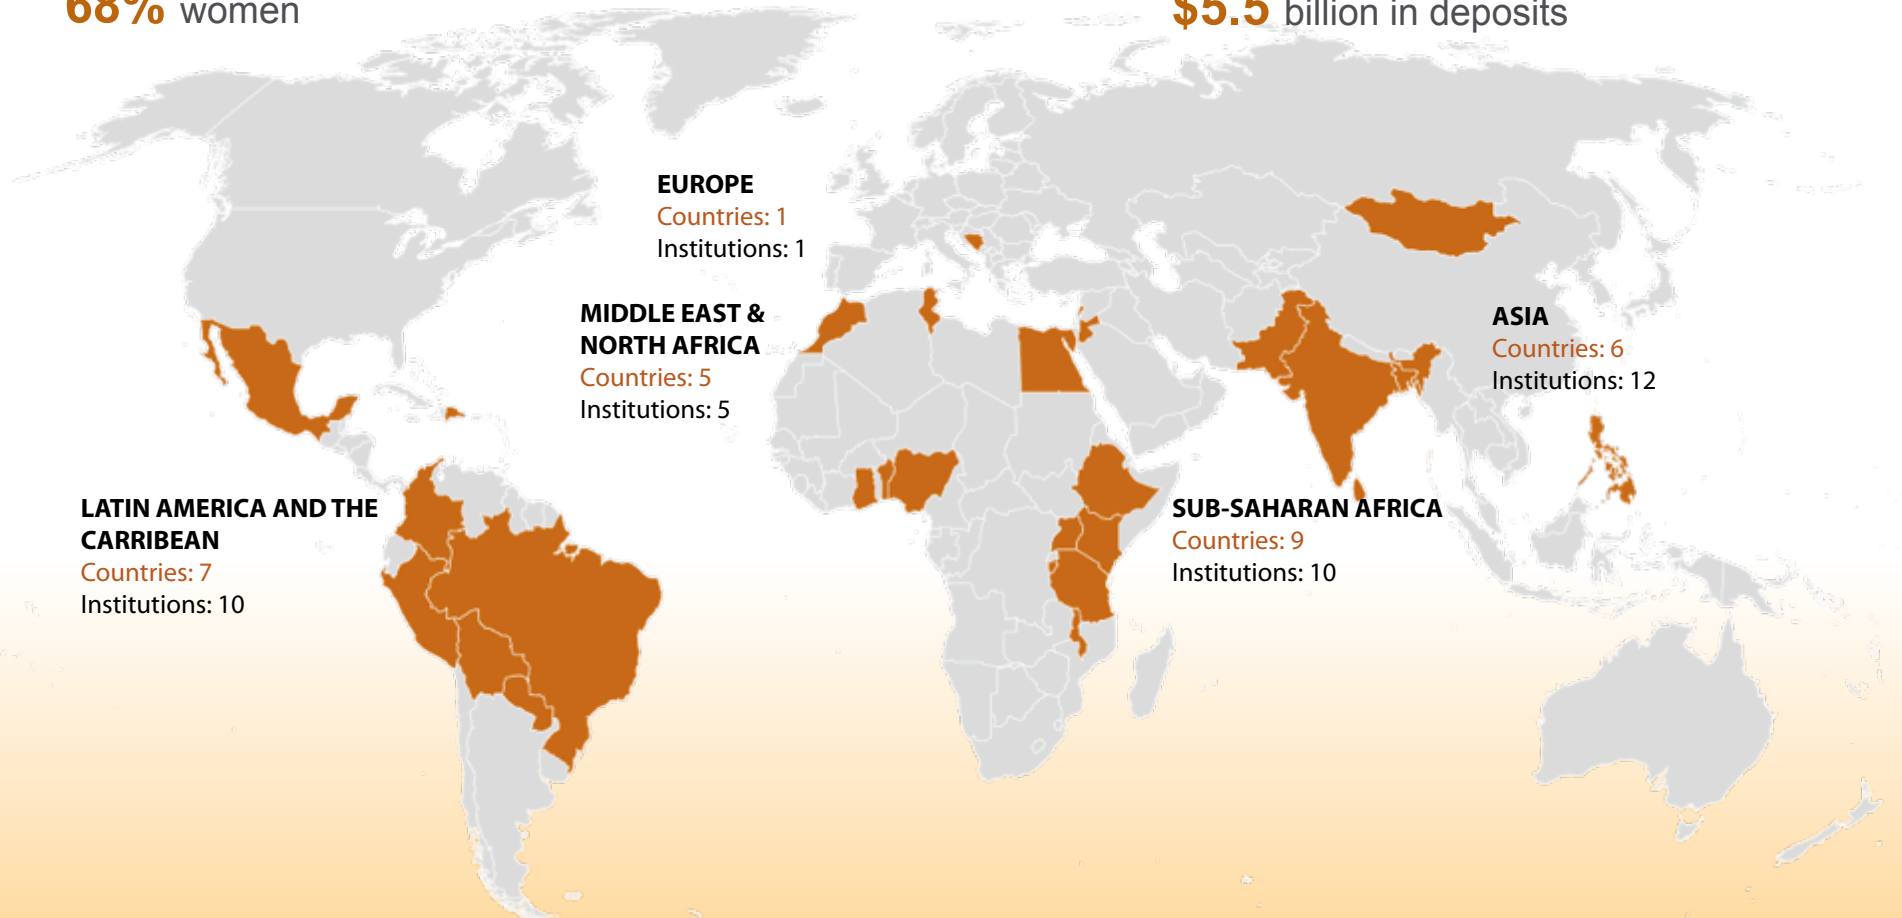 68% women
$5.5 billion in deposits
EUROPE
Countries: 1
Institutions: 1
MIDDLE EAST &
NORTH AFRICA
Countries: 5
Institutions: 5
ASIA
Countries: 6
Institutions: 12
LATIN AMERICA AND THE
CARRIBEAN
Countries: 7
Institutions: 10
SUB-SAHARAN AFRICA
Countries: 9
Institutions: 10